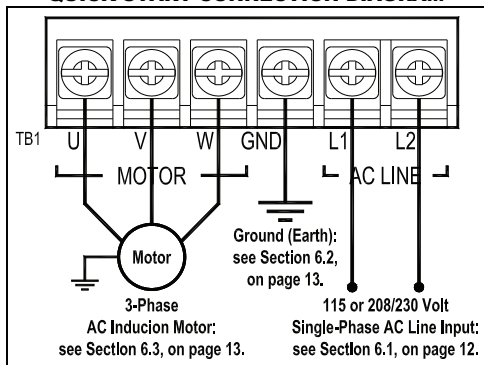 QUICK START CONNECTION DIAGRAM
TB1 U V W GND L1 L2
MOTOR AC LINE
Motor
Ground (Earth):
see Section 6.2,
on page 13.
3-Phase
AC Inducion Motor:
see Section 6.3, on page 13.
115 or 208/230 Volt
Single-Phase AC Line Input:
see Section 6.1, on page 12.